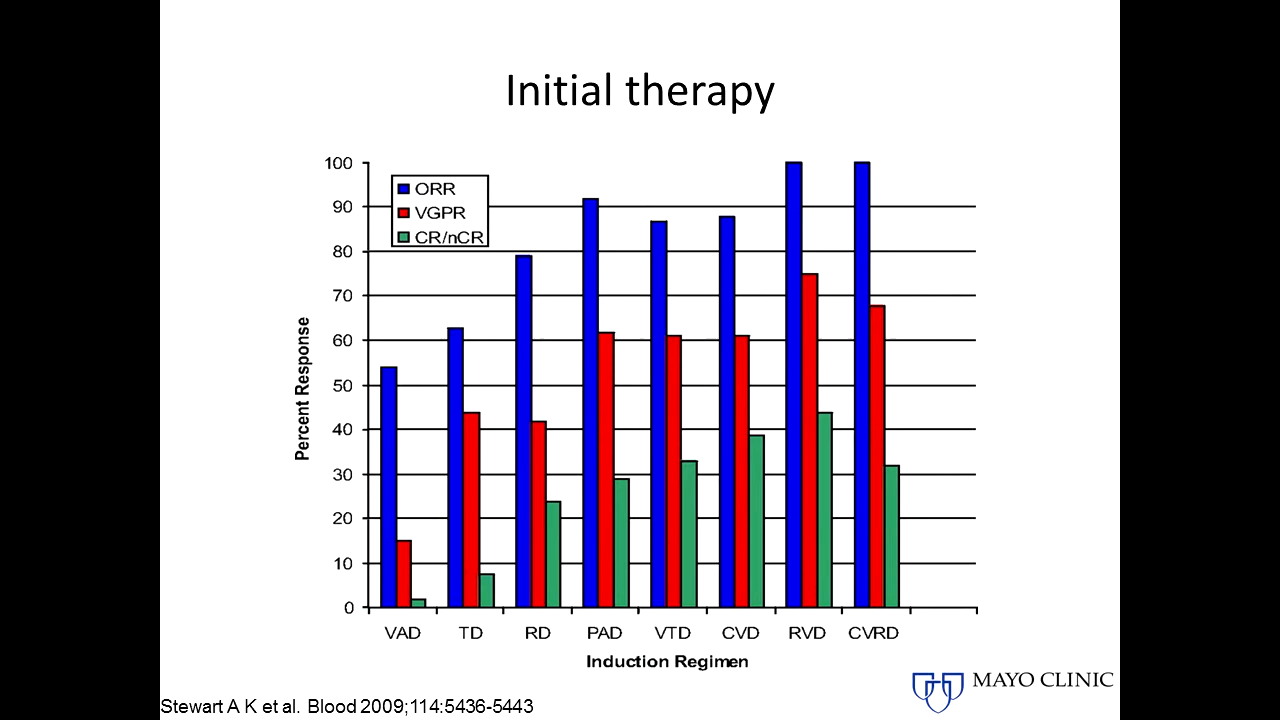 Initial therapy
100
90
80
70
60
50
40
30
20
10
0
Percent Response
ORR
VGPR
CR/nCR
VAD TD RD PAD VTD CVD RVD CVRD
Induction Regimen
MAYO CLINIC
Stewart A K et al. Blood 2009;114:5436-5443